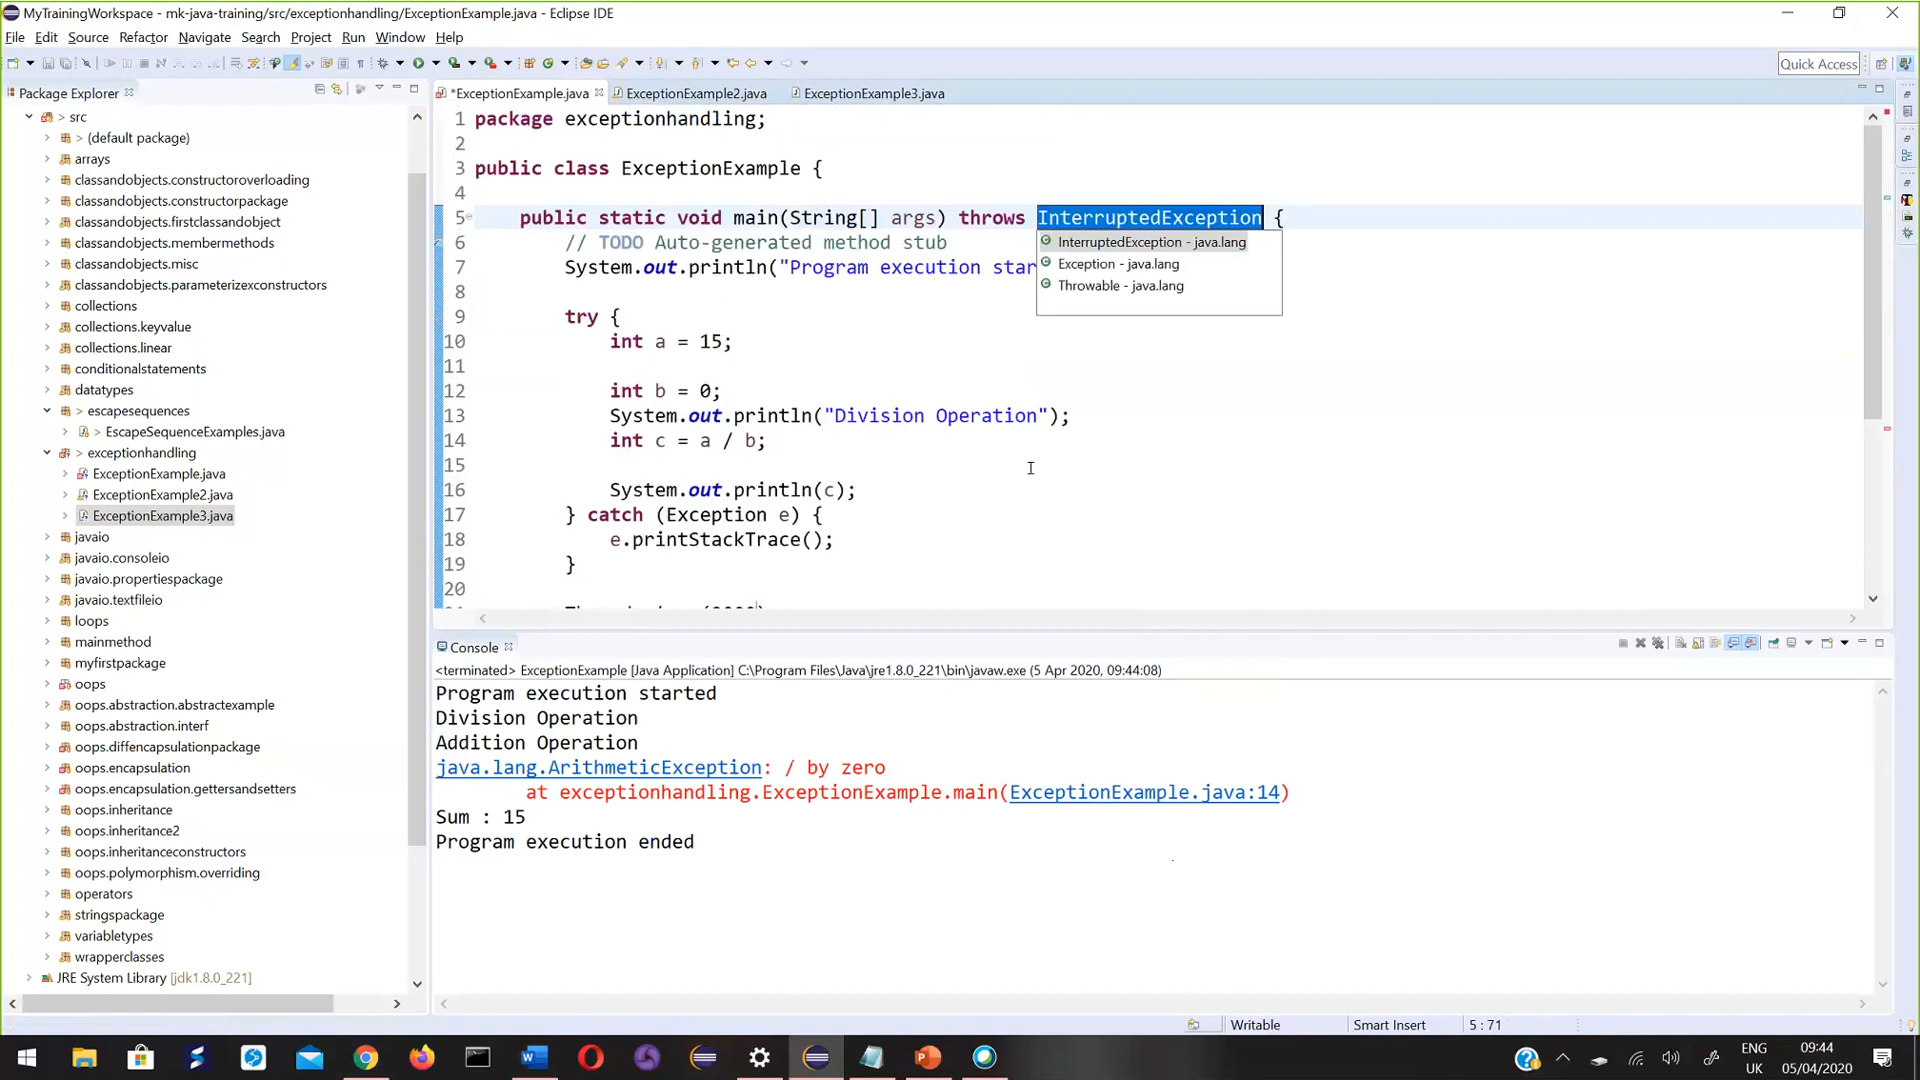 MyTrainingWorkspace - mk-java-training/src/exceptionhandling/ExceptionExample.java - Eclipse IDE
File Edit Source Refactor Navigate Search Project Run Window Help
Quick Access
Package Explorer
> src
> (default package)
arrays
classandobjects.constructoroverloading
classandobjects.constructorpackage
classandobjects.firstclassandobject
classandobjects.membermethods
classandobjects.misc
classandobjects.parameterizexconstructors
collections
collections.keyvalue
collections.linear
conditionalstatements
datatypes
> escapesequences
> EscapeSequenceExamples.java
> exceptionhandling
ExceptionExample.java
ExceptionExample2.java
ExceptionExample3.java
javaio
javaio.consoleio
javaio.propertiespackage
javaio.textfileio
loops
mainmethod
myfirstpackage
oops
oops.abstraction.abstractexample
oops.abstraction.interf
oops.diffencapsulationpackage
oops.encapsulation
oops.encapsulation.gettersandsetters
oops.inheritance
oops.inheritance2
oops.inheritanceconstructors
oops.polymorphism.overriding
operators
stringspackage
variabletypes
wrapperclasses
JRE System Library [jdk1.8.0_221]
*ExceptionExample.java ExceptionExample2.java ExceptionExample3.java
1 package exceptionhandling;
2
3 public class ExceptionExample {
4
5 public static void main(String[] args) throws InterruptedException {
6 // TODO Auto-generated method stub
7 System.out.println("Program execution star
8
9 try {
10 int a = 15;
11
12 int b = 0;
13 System.out.println("Division Operation");
14 int c = a / b;
15
16 System.out.println(c);
17 } catch (Exception e) {
18 e.printStackTrace();
19 }
20
InterruptedException - java.lang
Exception - java.lang
Throwable - java.lang
Console
<terminated> ExceptionExample [Java Application] C:\Program Files\Java\jre1.8.0_221\bin\javaw.exe (5 Apr 2020, 09:44:08)
Program execution started
Division Operation
Addition Operation
java.lang.ArithmeticException: / by zero
at exceptionhandling.ExceptionExample.main(ExceptionExample.java:14)
Sum : 15
Program execution ended
Writable Smart Insert 5 : 71
ENG
UK
09:44
05/04/2020